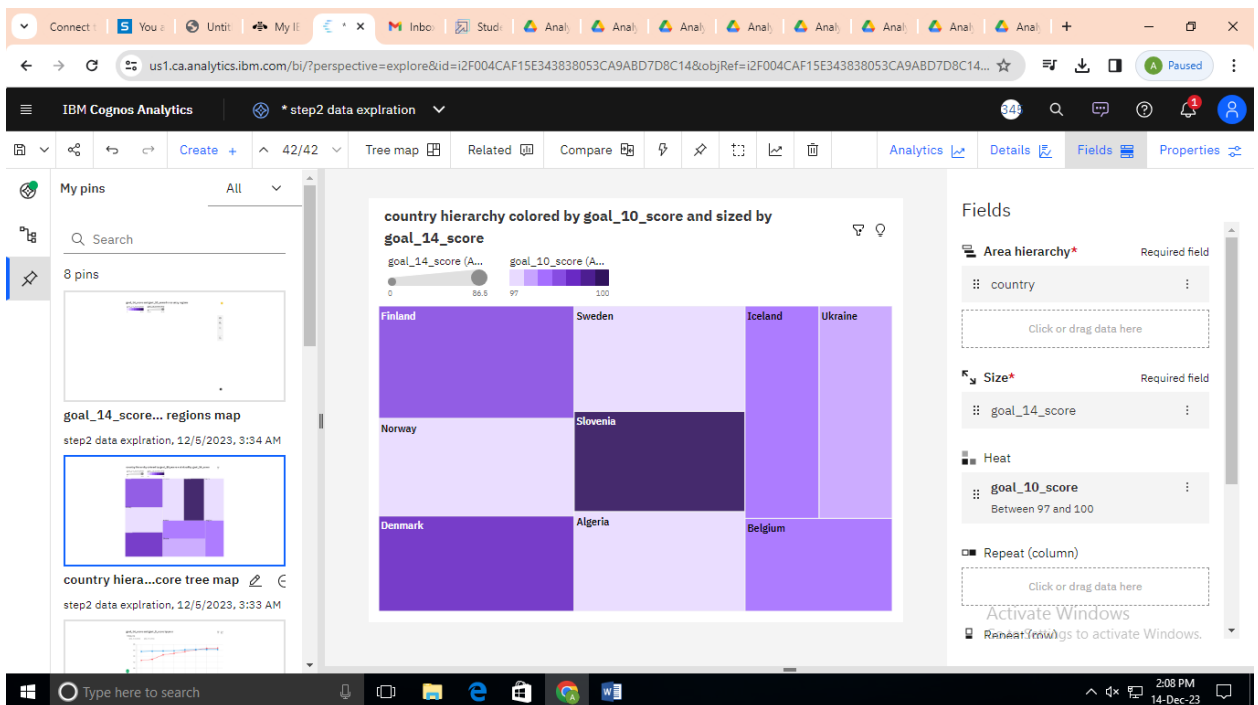 Connect t
S You a
Untit
My IE
*
Inbo
Stude
Analy
Analy
Analy
Analy
Analy
Analy
Analy
Analy
us1.ca.analytics.ibm.com/bi/?perspective=explore&id=i2F004CAF15E343838053CA9ABD7D8C14&objRef=i2F004CAF15E343838053CA9ABD7D8C14...
A Paused
IBM Cognos Analytics
* step2 data explration
345
1
Create +
42/42
Tree map
Related
Compare
Analytics
Details
Fields
Properties
My pins
All
Search
8 pins
goal_14_score... regions map
step2 data explration, 12/5/2023, 3:34 AM
country hiera...core tree map
step2 data explration, 12/5/2023, 3:33 AM
country hierarchy colored by goal_10_score and sized by
goal_14_score
goal_14_score (A...
goal_10_score (A...
0 86.5
97 100
Finland
Sweden
Iceland
Ukraine
Norway
Slovenia
Denmark
Algeria
Belgium
Fields
Area hierarchy* Required field
country
Click or drag data here
Size* Required field
goal_14_score
Heat
goal_10_score
Between 97 and 100
Repeat (column)
Click or drag data here
Activate Windows
Repeat (row)
gs to activate Windows.
Type here to search
2:08 PM
14-Dec-23